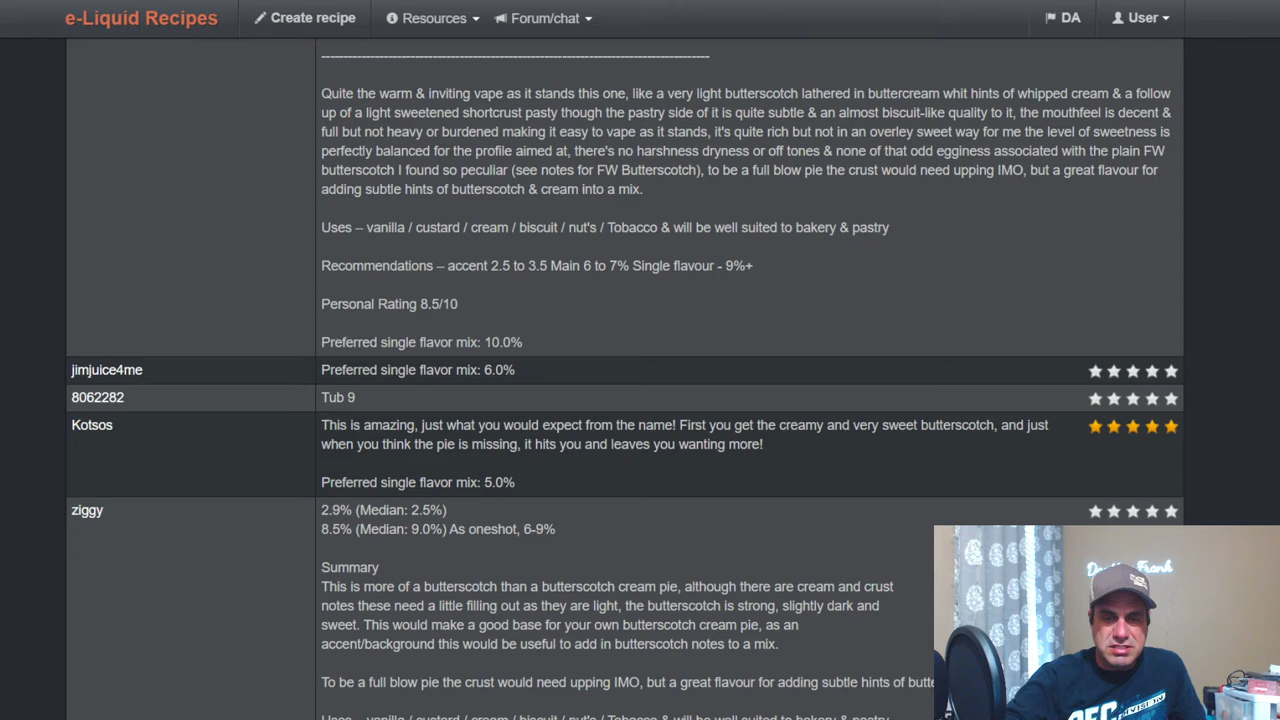 e-Liquid Recipes Create recipe Resources Forum/chat DA User
Quite the warm & inviting vape as it stands this one, like a very light butterscotch lathered in buttercream whit hints of whipped cream & a follow
up of a light sweetened shortcrust pasty though the pastry side of it is quite subtle & an almost biscuit-like quality to it, the mouthfeel is decent &
full but not heavy or burdened making it easy to vape as it stands, it's quite rich but not in an overley sweet way for me the level of sweetness is
perfectly balanced for the profile aimed at, there's no harshness dryness or off tones & none of that odd egginess associated with the plain FW
butterscotch I found so peculiar (see notes for FW Butterscotch), to be a full blow pie the crust would need upping IMO, but a great flavour for
adding subtle hints of butterscotch & cream into a mix.
Uses – vanilla / custard / cream / biscuit / nut's / Tobacco & will be well suited to bakery & pastry
Recommendations – accent 2.5 to 3.5 Main 6 to 7% Single flavour - 9%+
Personal Rating 8.5/10
Preferred single flavor mix: 10.0%
jimjuice4me Preferred single flavor mix: 6.0%
8062282 Tub 9
Kotsos This is amazing, just what you would expect from the name! First you get the creamy and very sweet butterscotch, and just
when you think the pie is missing, it hits you and leaves you wanting more!
Preferred single flavor mix: 5.0%
ziggy 2.9% (Median: 2.5%)
8.5% (Median: 9.0%) As oneshot, 6-9%
Summary
This is more of a butterscotch than a butterscotch cream pie, although there are cream and crust
notes these need a little filling out as they are light, the butterscotch is strong, slightly dark and
sweet. This would make a good base for your own butterscotch cream pie, as an
accent/background this would be useful to add in butterscotch notes to a mix.
To be a full blow pie the crust would need upping IMO, but a great flavour for adding subtle hints of
Uses – vanilla / custard / cream / biscuit / nut's / Tobacco & will be well suited to bakery & pastry